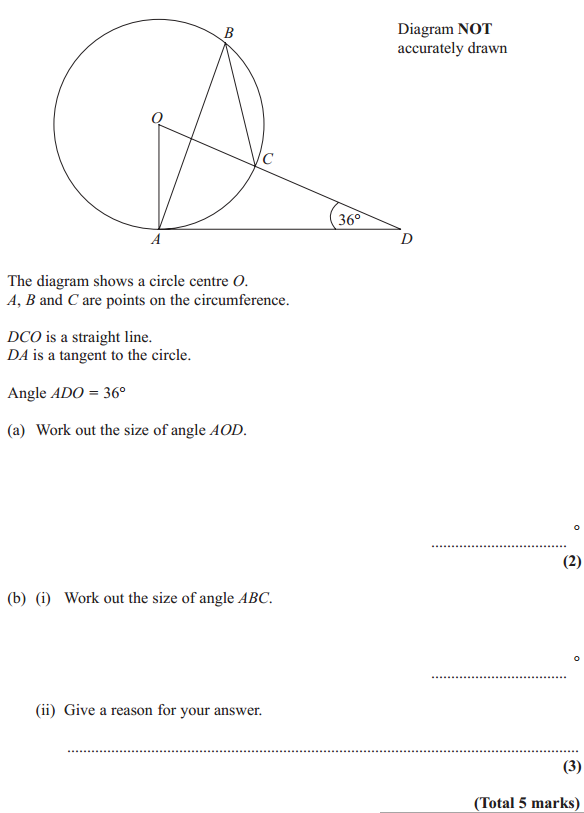 B
Diagram NOT
accurately drawn
O
C
36°
A
D
The diagram shows a circle centre O.
A, B and C are points on the circumference.
DCO is a straight line.
DA is a tangent to the circle.
Angle ADO = 36°
(a) Work out the size of angle AOD.
..................................°
(2)
(b) (i) Work out the size of angle ABC.
..................................°
(ii) Give a reason for your answer.
................................................................................................................................
(3)
(Total 5 marks)